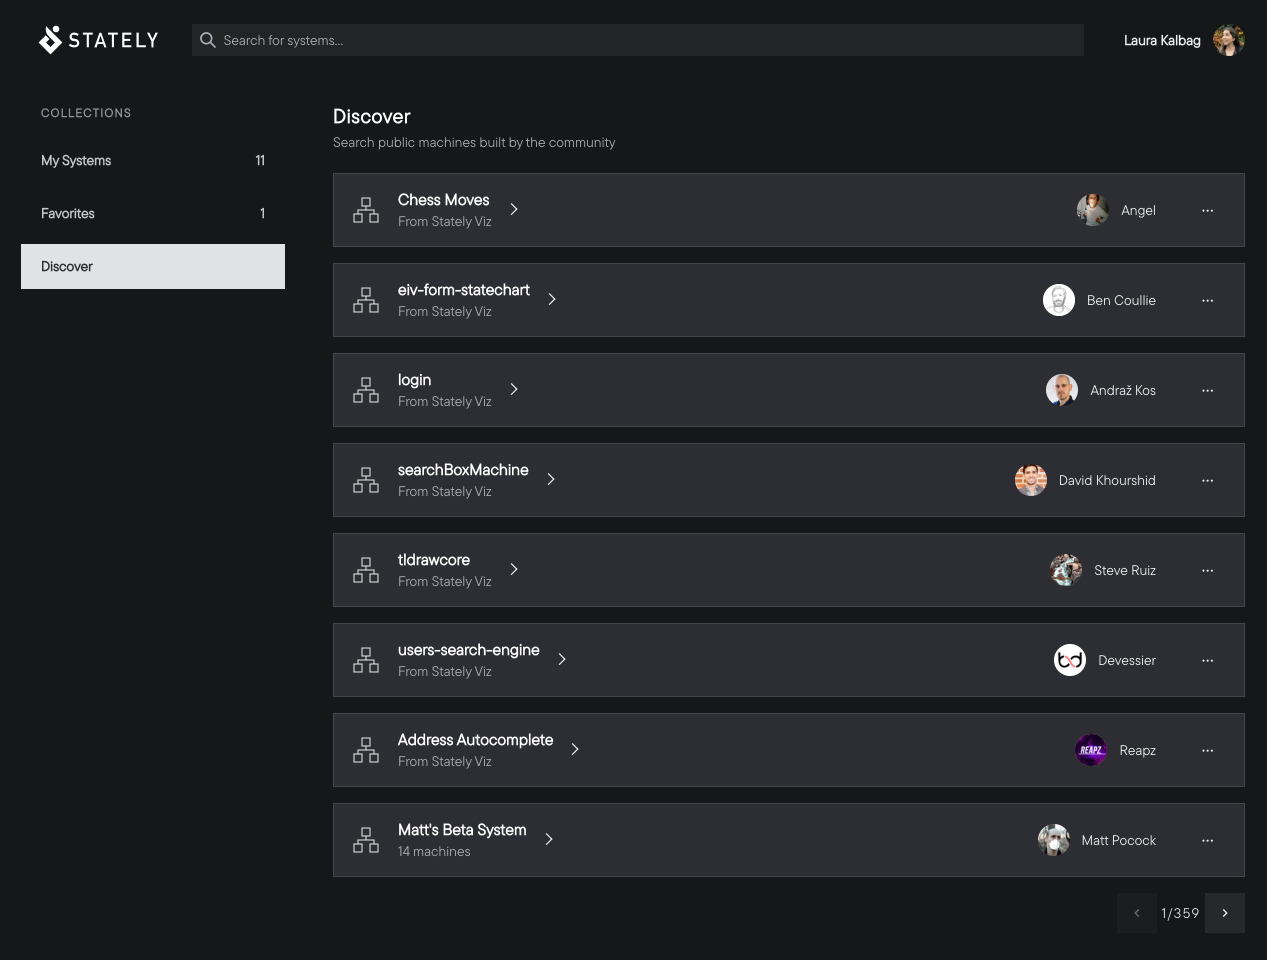 STATELY
Search for systems...
Laura Kalbag
COLLECTIONS
My Systems 11
Favorites 1
Discover
Discover
Search public machines built by the community
Chess Moves
From Stately Viz
Angel
eiv-form-statechart
From Stately Viz
Ben Coullie
login
From Stately Viz
Andraž Kos
searchBoxMachine
From Stately Viz
David Khourshid
tldrawcore
From Stately Viz
Steve Ruiz
users-search-engine
From Stately Viz
bd
Devessier
Address Autocomplete
From Stately Viz
REAPZ
Reapz
Matt's Beta System
14 machines
Matt Pocock
1/359